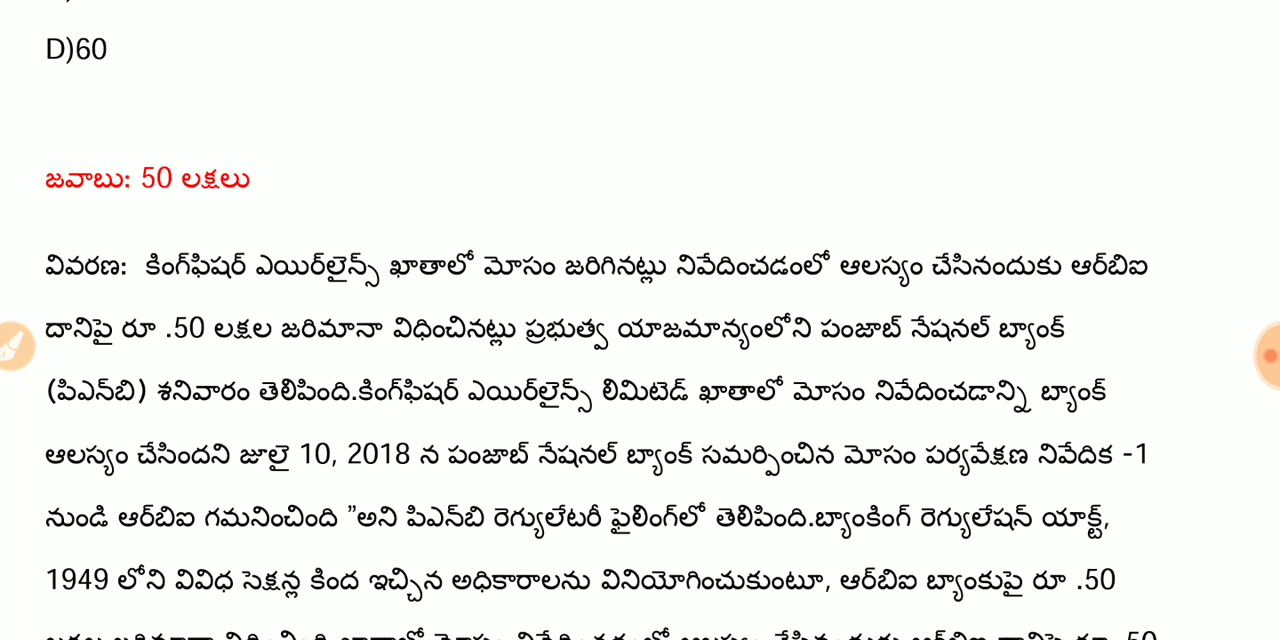 D)60
జవాబు: 50 లక్షలు
వివరణ: కింగ్‌ఫిషర్ ఎయిర్‌లైన్స్ ఖాతాలో మోసం జరిగినట్లు నివేదించడంలో ఆలస్యం చేసినందుకు ఆర్‌బిఐ
దానిపై రూ .50 లక్షల జరిమానా విధించినట్లు ప్రభుత్వ యాజమాన్యంలోని పంజాబ్ నేషనల్ బ్యాంక్
(పిఎన్‌బి) శనివారం తెలిపింది.కింగ్‌ఫిషర్ ఎయిర్‌లైన్స్ లిమిటెడ్ ఖాతాలో మోసం నివేదించడాన్ని బ్యాంక్
ఆలస్యం చేసిందని జూలై 10, 2018 న పంజాబ్ నేషనల్ బ్యాంక్ సమర్పించిన మోసం పర్యవేక్షణ నివేదిక -1
నుండి ఆర్‌బిఐ గమనించింది ”అని పిఎన్‌బి రెగ్యులేటరీ ఫైలింగ్‌లో తెలిపింది.బ్యాంకింగ్ రెగ్యులేషన్ యాక్ట్,
1949 లోని వివిధ సెక్షన్ల కింద ఇచ్చిన అధికారాలను వినియోగించుకుంటూ, ఆర్‌బిఐ బ్యాంకుపై రూ .50